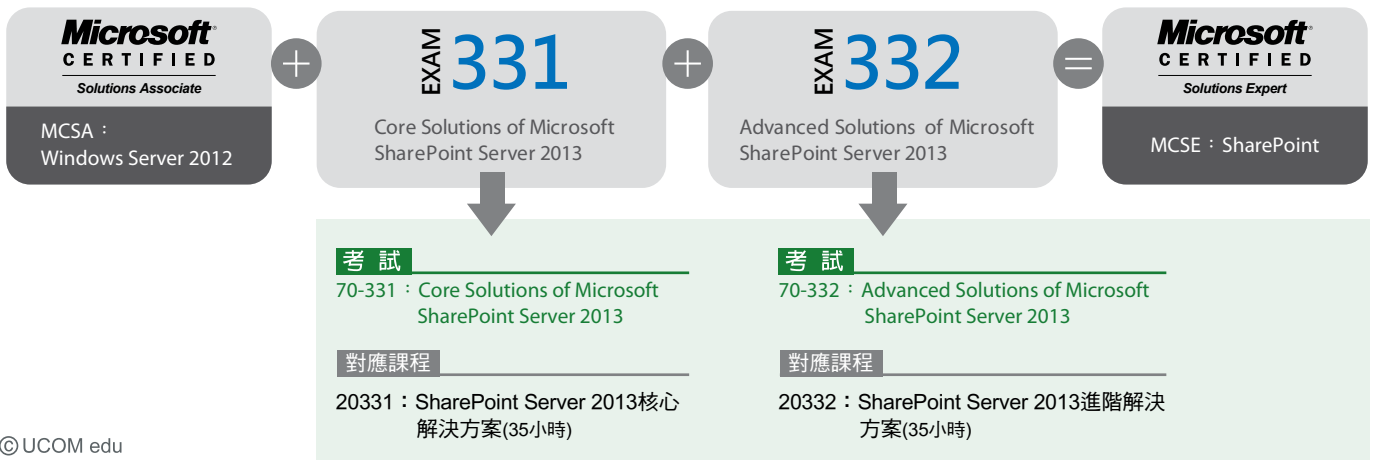 Microsoft
CERTIFIED
Solutions Associate
MCSA：
Windows Server 2012
+
EXAM 331
Core Solutions of Microsoft
SharePoint Server 2013
+
EXAM 332
Advanced Solutions of Microsoft
SharePoint Server 2013
=
Microsoft
CERTIFIED
Solutions Expert
MCSE：SharePoint
考 試
70-331：Core Solutions of Microsoft
SharePoint Server 2013
對應課程
20331：SharePoint Server 2013核心
解決方案(35小時)
考 試
70-332：Advanced Solutions of Microsoft
SharePoint Server 2013
對應課程
20332：SharePoint Server 2013進階解決
方案(35小時)
©UCOM edu